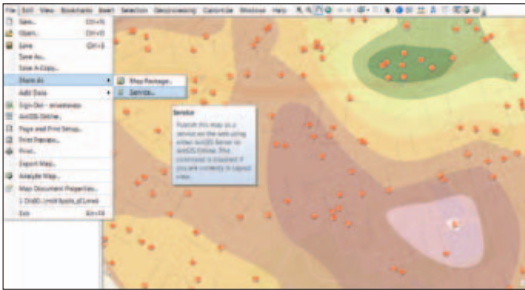 File Edit View Bookmarks Insert Selection Geoprocessing Customize Windows Help
New... Ctrl+N
Open... Ctrl+O
Save Ctrl+S
Save As...
Save A Copy...
Share As
Map Package...
Service...
Add Data
Sign Out -
ArcGIS Online...
Page and Print Setup...
Print Preview...
Print...
Export Map...
Analyze Map...
Map Document Properties...
Exit Alt+F4
Service
Publish this map as a
service on the web using
either ArcGIS Server or
ArcGIS Online. This
command is disabled if
you are currently in Layout
view.